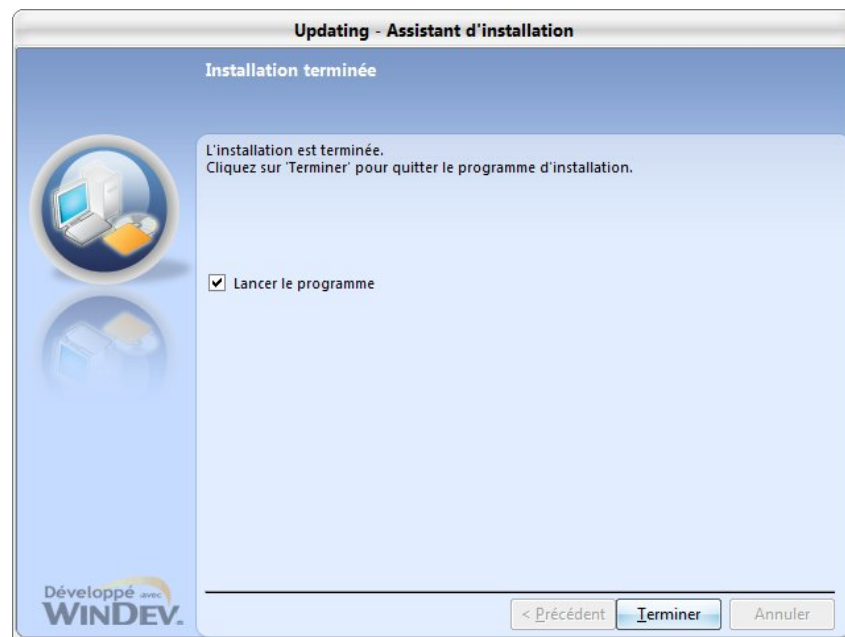 Updating - Assistant d'installation
Installation terminée
L'installation est terminée.
Cliquez sur 'Terminer' pour quitter le programme d'installation.
Lancer le programme
Développé avec
WINDEV.
< Précédent
Terminer
Annuler